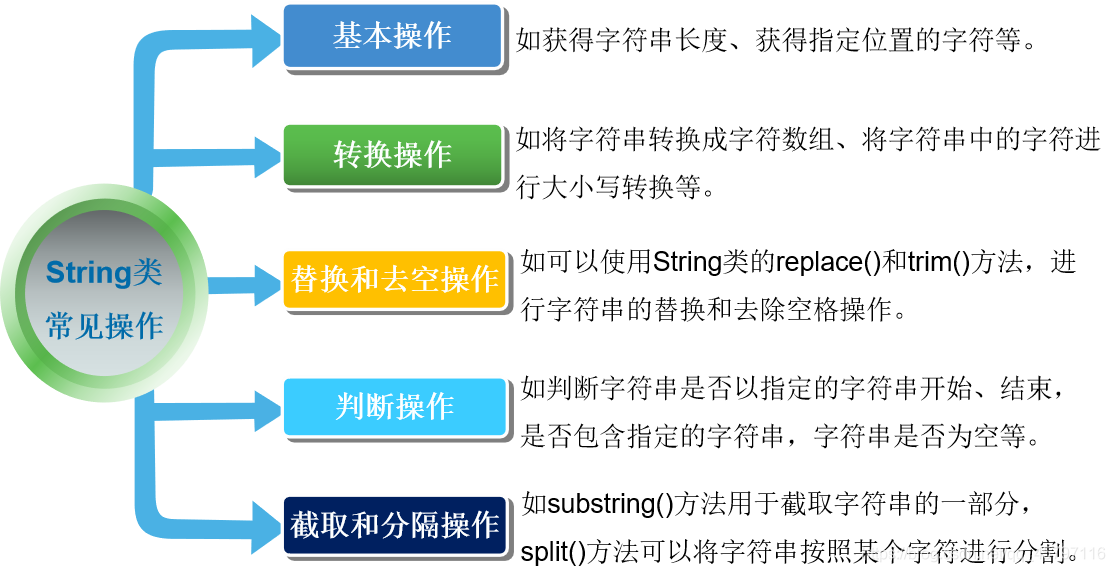 String类
常见操作
基本操作
如获得字符串长度、获得指定位置的字符等。
转换操作
如将字符串转换成字符数组、将字符串中的字符进
行大小写转换等。
替换和去空操作
如可以使用String类的replace()和trim()方法，进
行字符串的替换和去除空格操作。
判断操作
如判断字符串是否以指定的字符串开始、结束，
是否包含指定的字符串，字符串是否为空等。
截取和分隔操作
如substring()方法用于截取字符串的一部分，
split()方法可以将字符串按照某个字符进行分割。